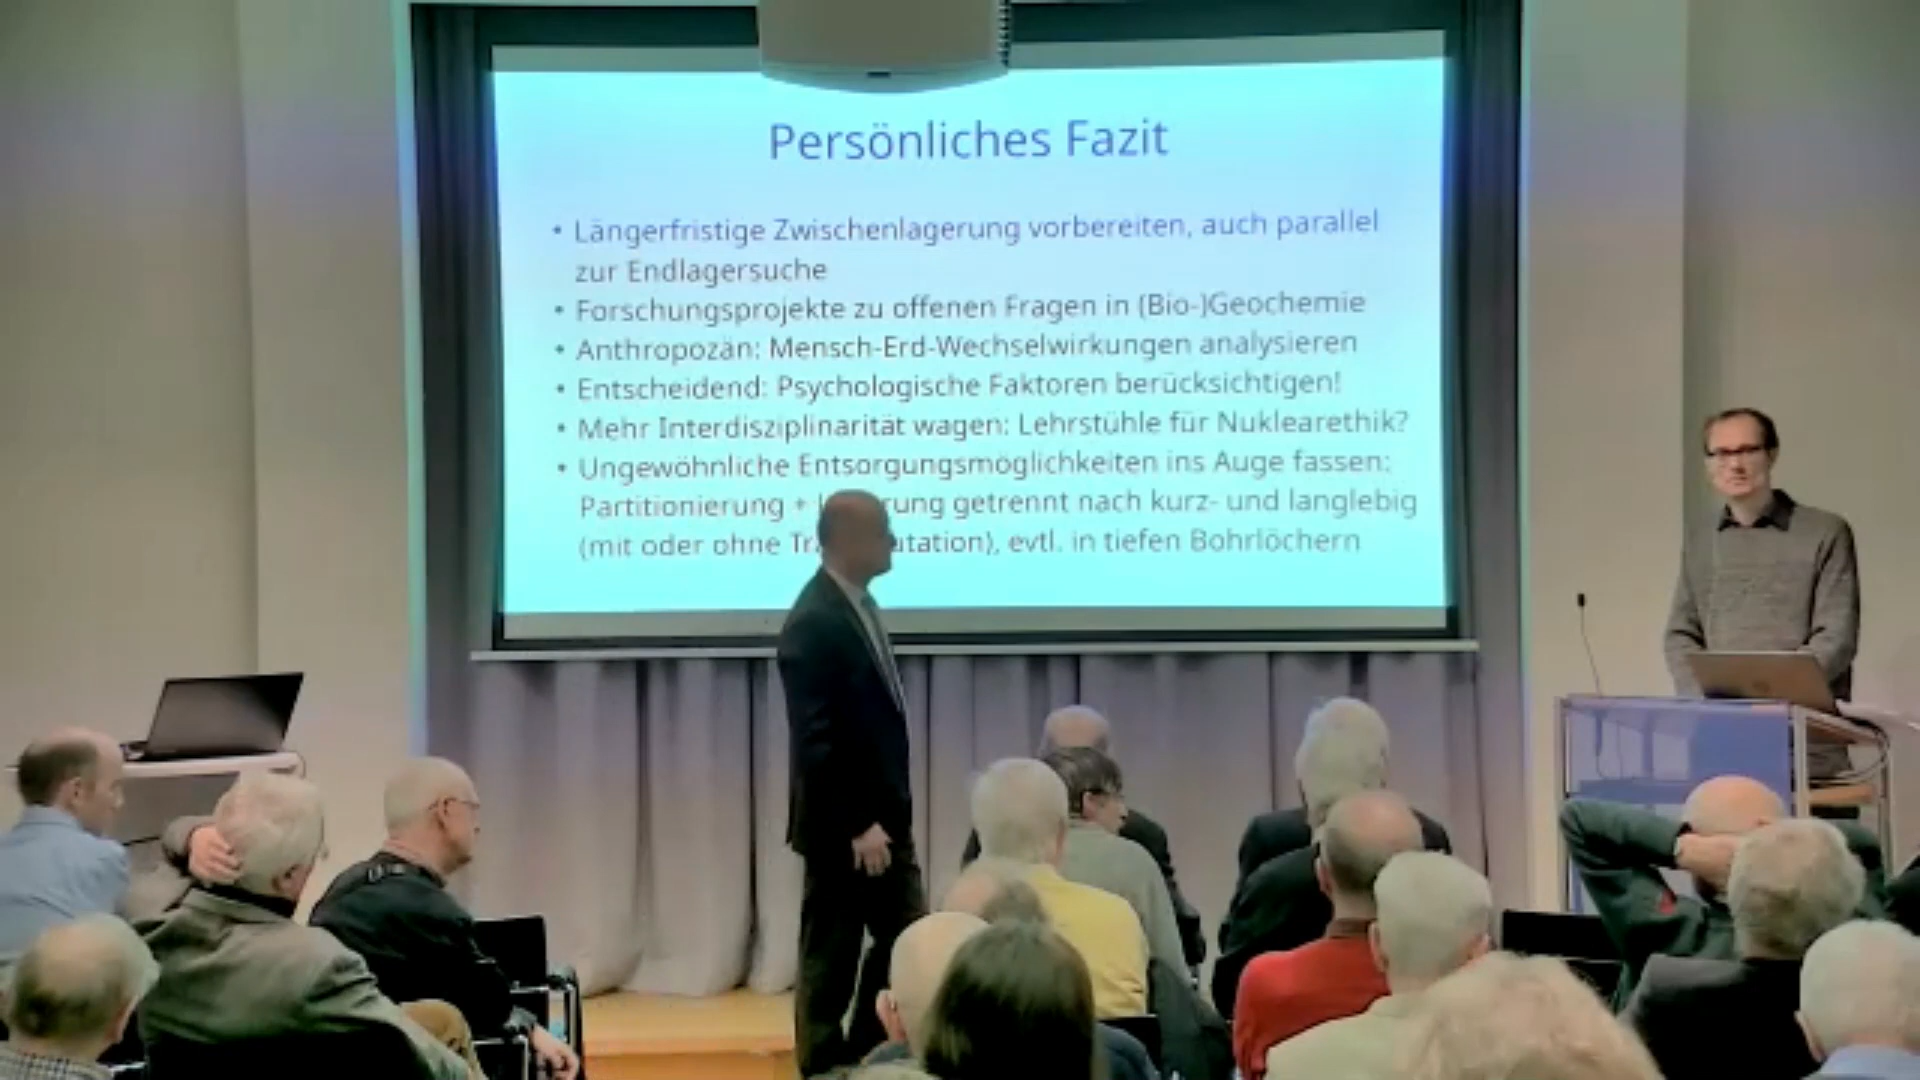 Persönliches Fazit
• Längerfristige Zwischenlagerung vorbereiten, auch parallel
zur Endlagersuche
• Forschungsprojekte zu offenen Fragen in (Bio-)Geochemie
• Anthropozän: Mensch-Erd-Wechselwirkungen analysieren
• Entscheidend: Psychologische Faktoren berücksichtigen!
• Mehr Interdisziplinarität wagen: Lehrstühle für Nuklearethik?
• Ungewöhnliche Entsorgungsmöglichkeiten ins Auge fassen:
Partitionierung + getrennt nach kurz- und langlebig
(mit oder ohne evtl. in tiefen Bohrlöchern